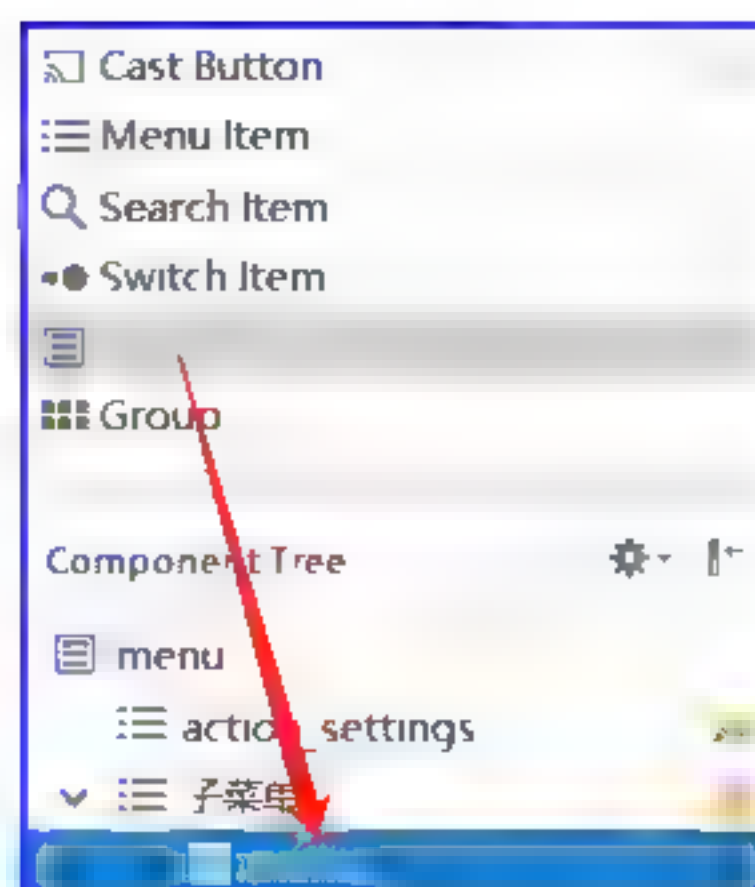 Cast Button
Menu Item
Search Item
Switch Item
Group
Component Tree
menu
action_settings
子菜单